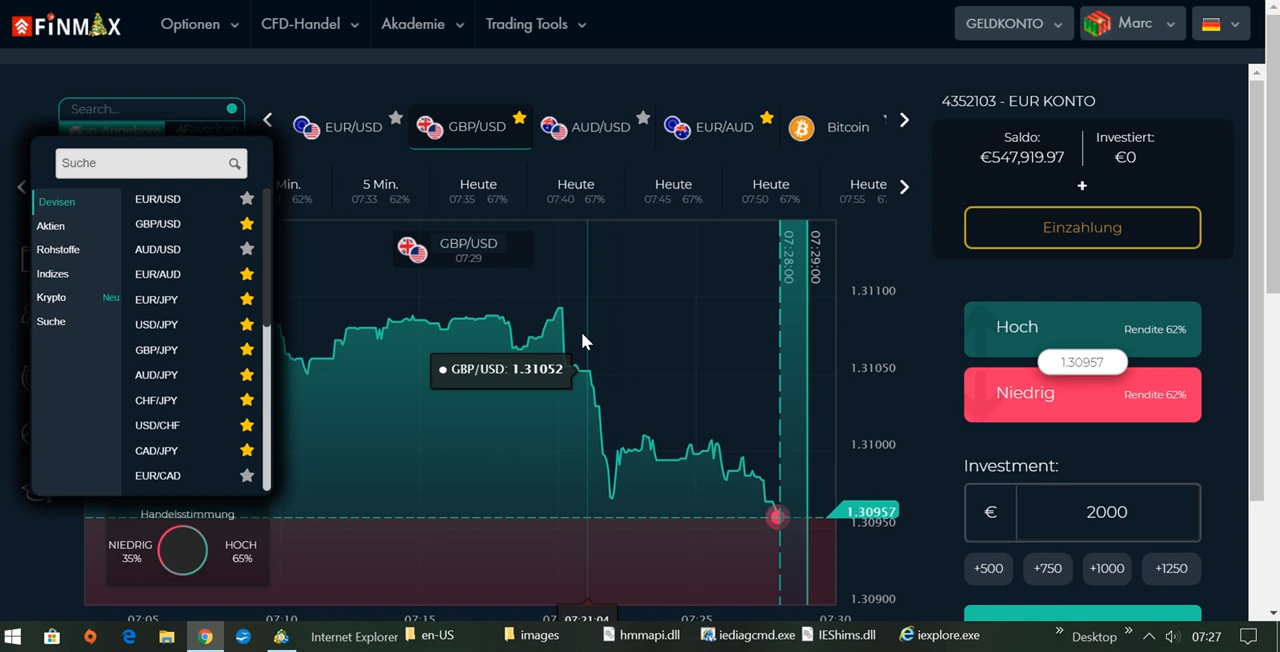 FiNMAX
Optionen
CFD-Handel
Akademie
Trading Tools
GELDKONTO
Marc
Search...
EUR/USD
GBP/USD
AUD/USD
EUR/AUD
Bitcoin
Min.
62%
5 Min.
07:33 62%
Heute
07:35 67%
Heute
07:40 67%
Heute
07:45 67%
Heute
07:50 67%
Heute
07:55
Suche
Devisen
Aktien
Rohstoffe
Indizes
Krypto Neu
Suche
EUR/USD
GBP/USD
AUD/USD
EUR/AUD
EUR/JPY
USD/JPY
GBP/JPY
AUD/JPY
CHF/JPY
USD/CHF
CAD/JPY
EUR/CAD
Handelsstimmung
NIEDRIG
35%
HOCH
65%
GBP/USD
07:29
GBP/USD: 1.31052
07:28:00
07:29:00
1.31100
1.31050
1.31000
1.30957
1.30950
1.30900
07:05
07:10
07:15
07:21:04
07:25
07:30
4352103 - EUR KONTO
Saldo:
€547,919.97
Investiert:
€0
+
Einzahlung
Hoch
Rendite 62%
1.30957
Niedrig
Rendite 62%
Investment:
€
2000
+500
+750
+1000
+1250
Internet Explorer
en-US
images
hmmapi.dll
iediagcmd.exe
IEShims.dll
iexplore.exe
Desktop
07:27